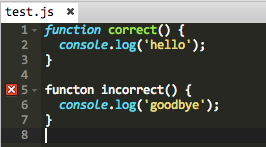 test.js ×
1 function correct() {
2   console.log('hello');
3 }
4
5 functon incorrect() {
6   console.log('goodbye');
7 }
8